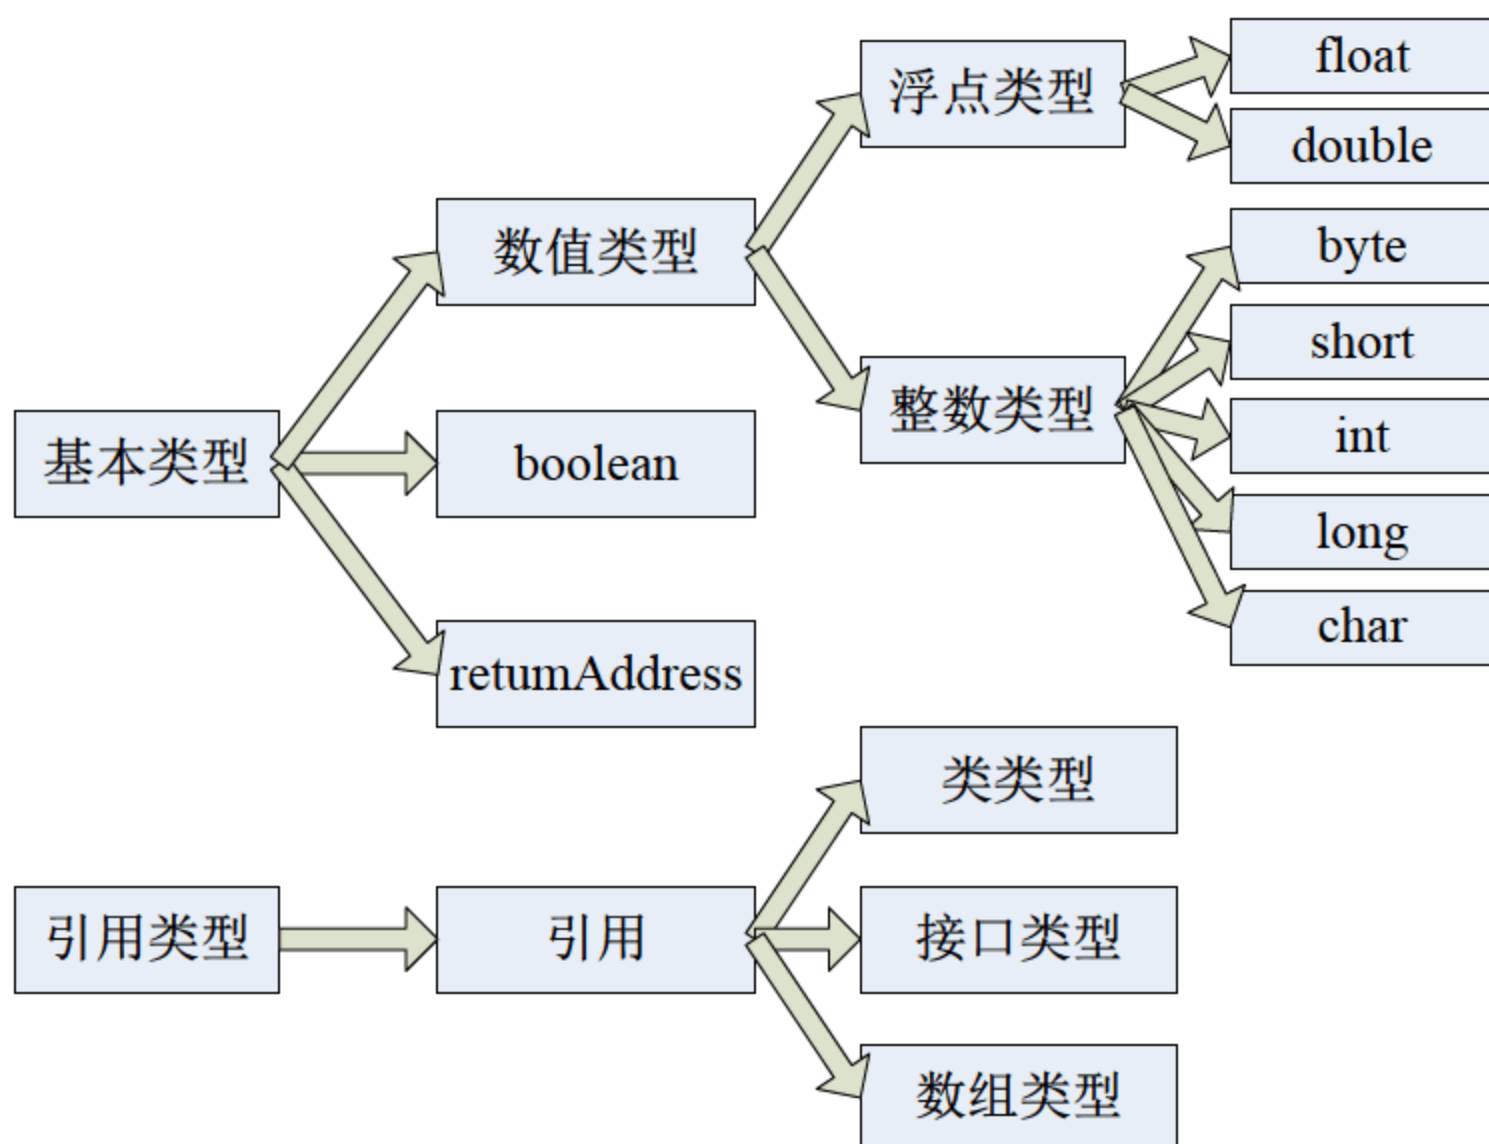 float
浮点类型
double
数值类型
byte
short
整数类型
int
基本类型
boolean
long
char
retumAddress
类类型
引用类型
引用
接口类型
数组类型